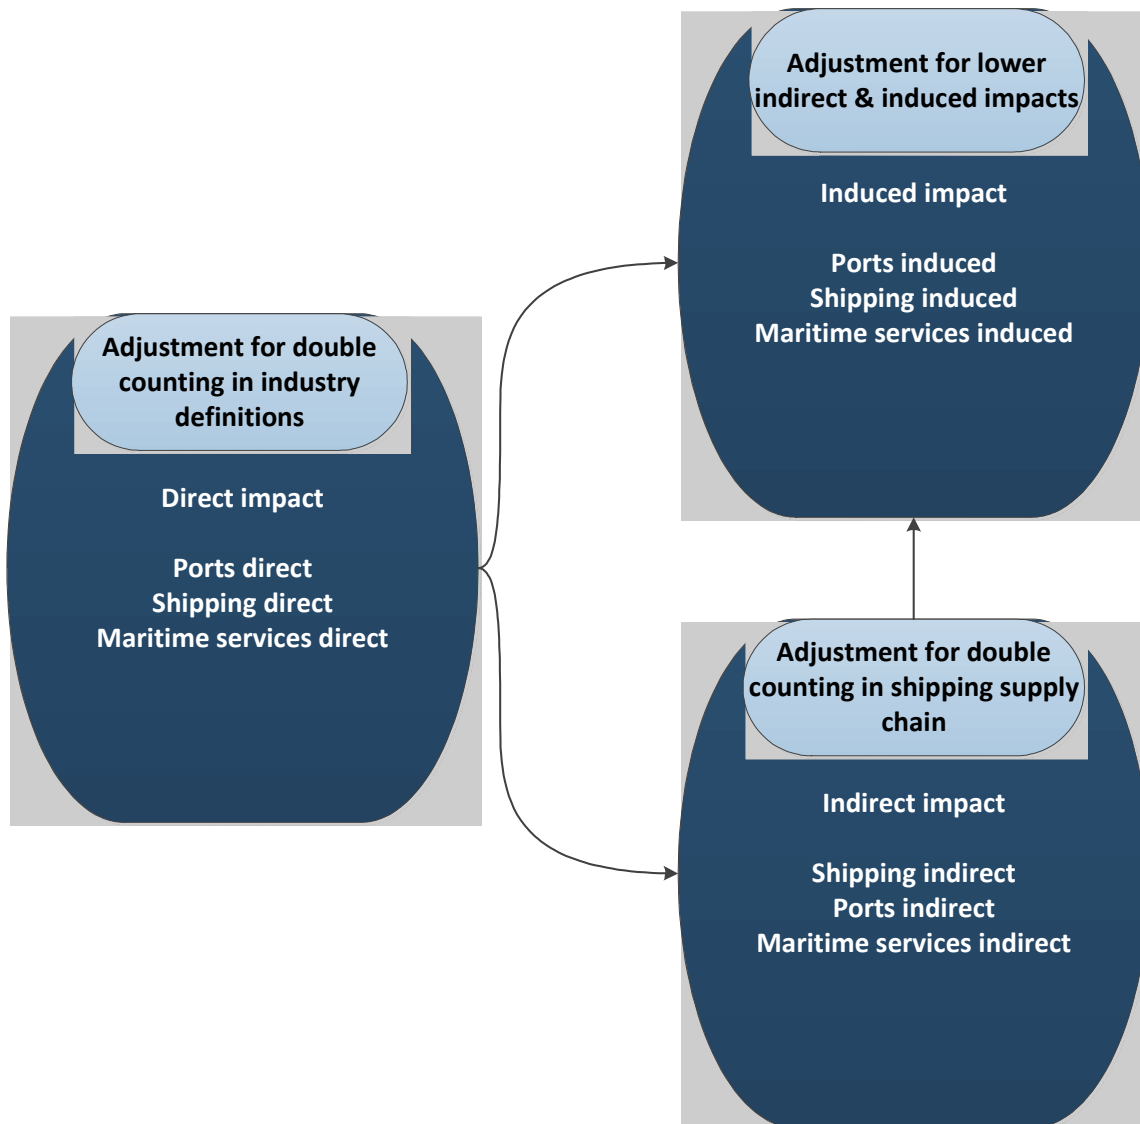 Adjustment for lower
indirect & induced impacts
Induced impact
Ports induced
Shipping induced
Maritime services induced
Adjustment for double
counting in industry
definitions
Direct impact
Ports direct
Shipping direct
Maritime services direct
Adjustment for double
counting in shipping supply
chain
Indirect impact
Shipping indirect
Ports indirect
Maritime services indirect